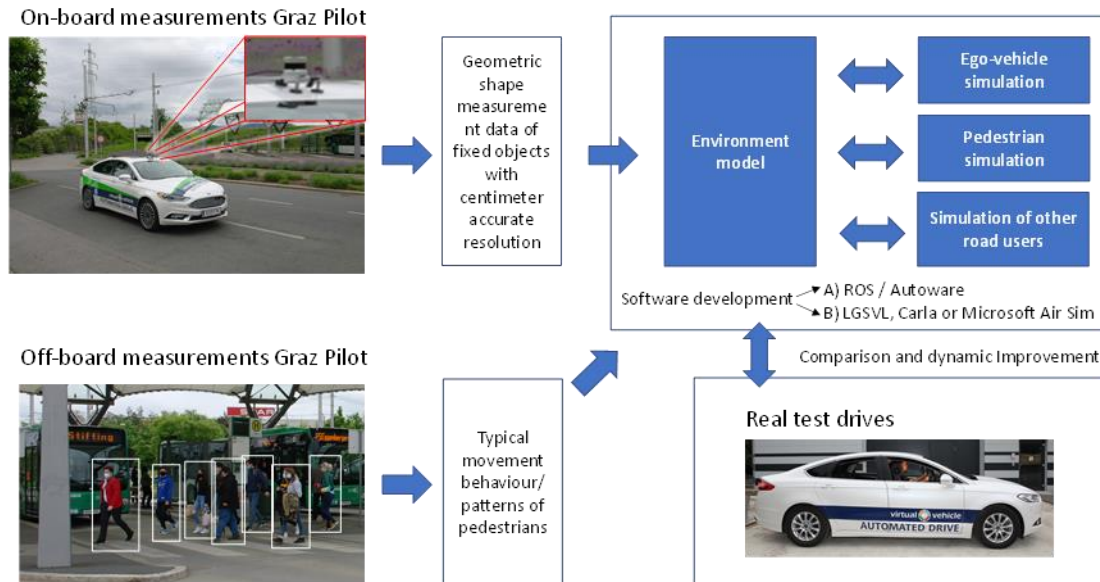 On-board measurements Graz Pilot
Geometric
shape
measureme
nt data of
fixed objects
with
centimeter
accurate
resolution
Environment
model
Ego-vehicle
simulation
Pedestrian
simulation
Simulation of other
road users
Software development
A) ROS / Autoware
B) LGSVL, Carla or Microsoft Air Sim
Comparison and dynamic Improvement
Off-board measurements Graz Pilot
Stifting
H
Typical
movement
behaviour/
patterns of
pedestrians
Real test drives
virtual vehicle
AUTOMATED DRIVE